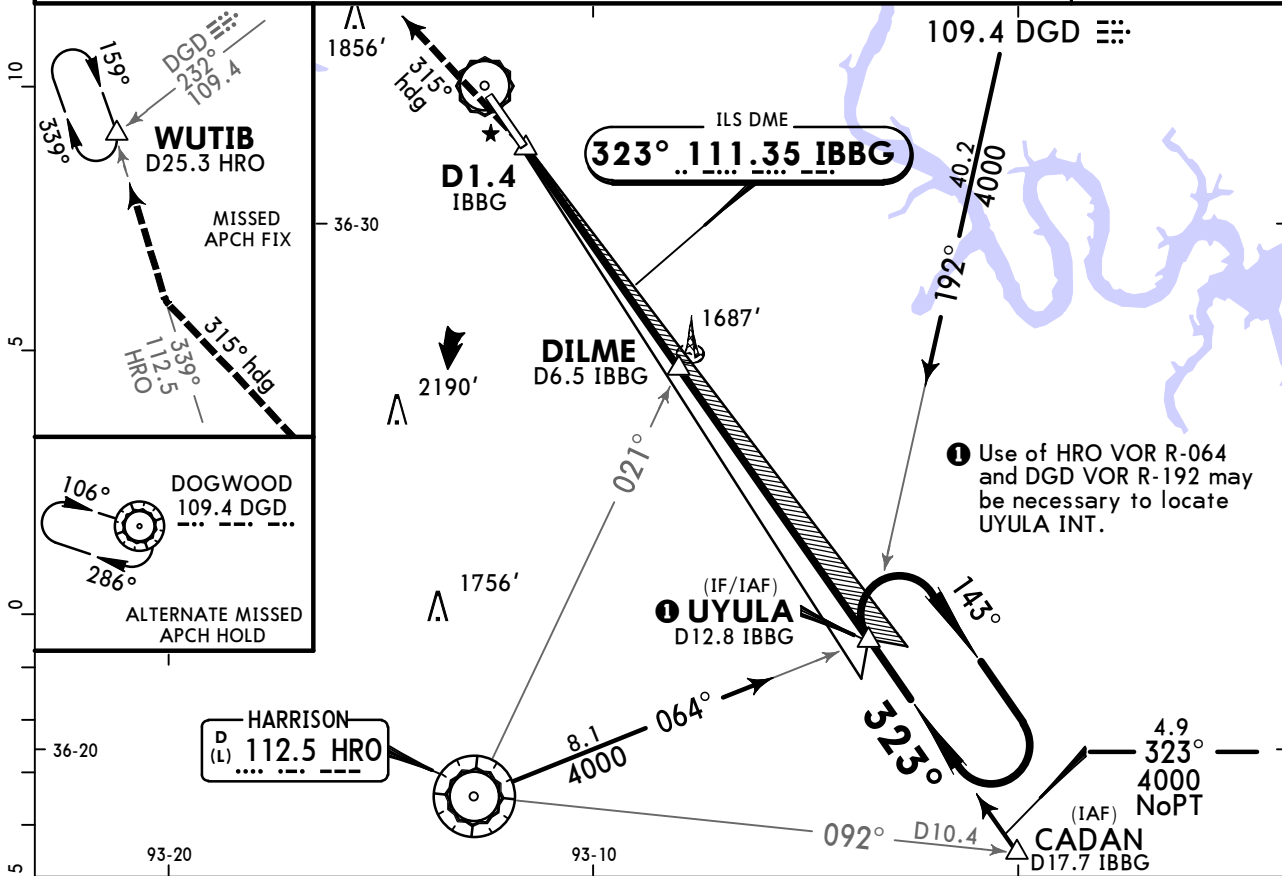 10
5
0
5
159°
339°
DGD
232°
109.4
WUTIB
D25.3 HRO
MISSED
APCH FIX
315° hdg
339°
112.5
HRO
106°
286°
DOGWOOD
109.4 DGD
ALTERNATE MISSED
APCH HOLD
1856'
315°
hdg
D1.4
IBBG
ILS DME
323° 111.35 IBBG
109.4 DGD
40.2
4000
192°
36-30
1687'
DILME
D6.5 IBBG
2190'
021°
❶ Use of HRO VOR R-064
and DGD VOR R-192 may
be necessary to locate
UYULA INT.
1756'
(IF/IAF)
❶ UYULA
D12.8 IBBG
143°
323°
HARRISON
D
(L) 112.5 HRO
8.1
4000
064°
36-20
4.9
323°
4000
NoPT
092° D10.4
(IAF)
CADAN
D17.7 IBBG
93-20
93-10